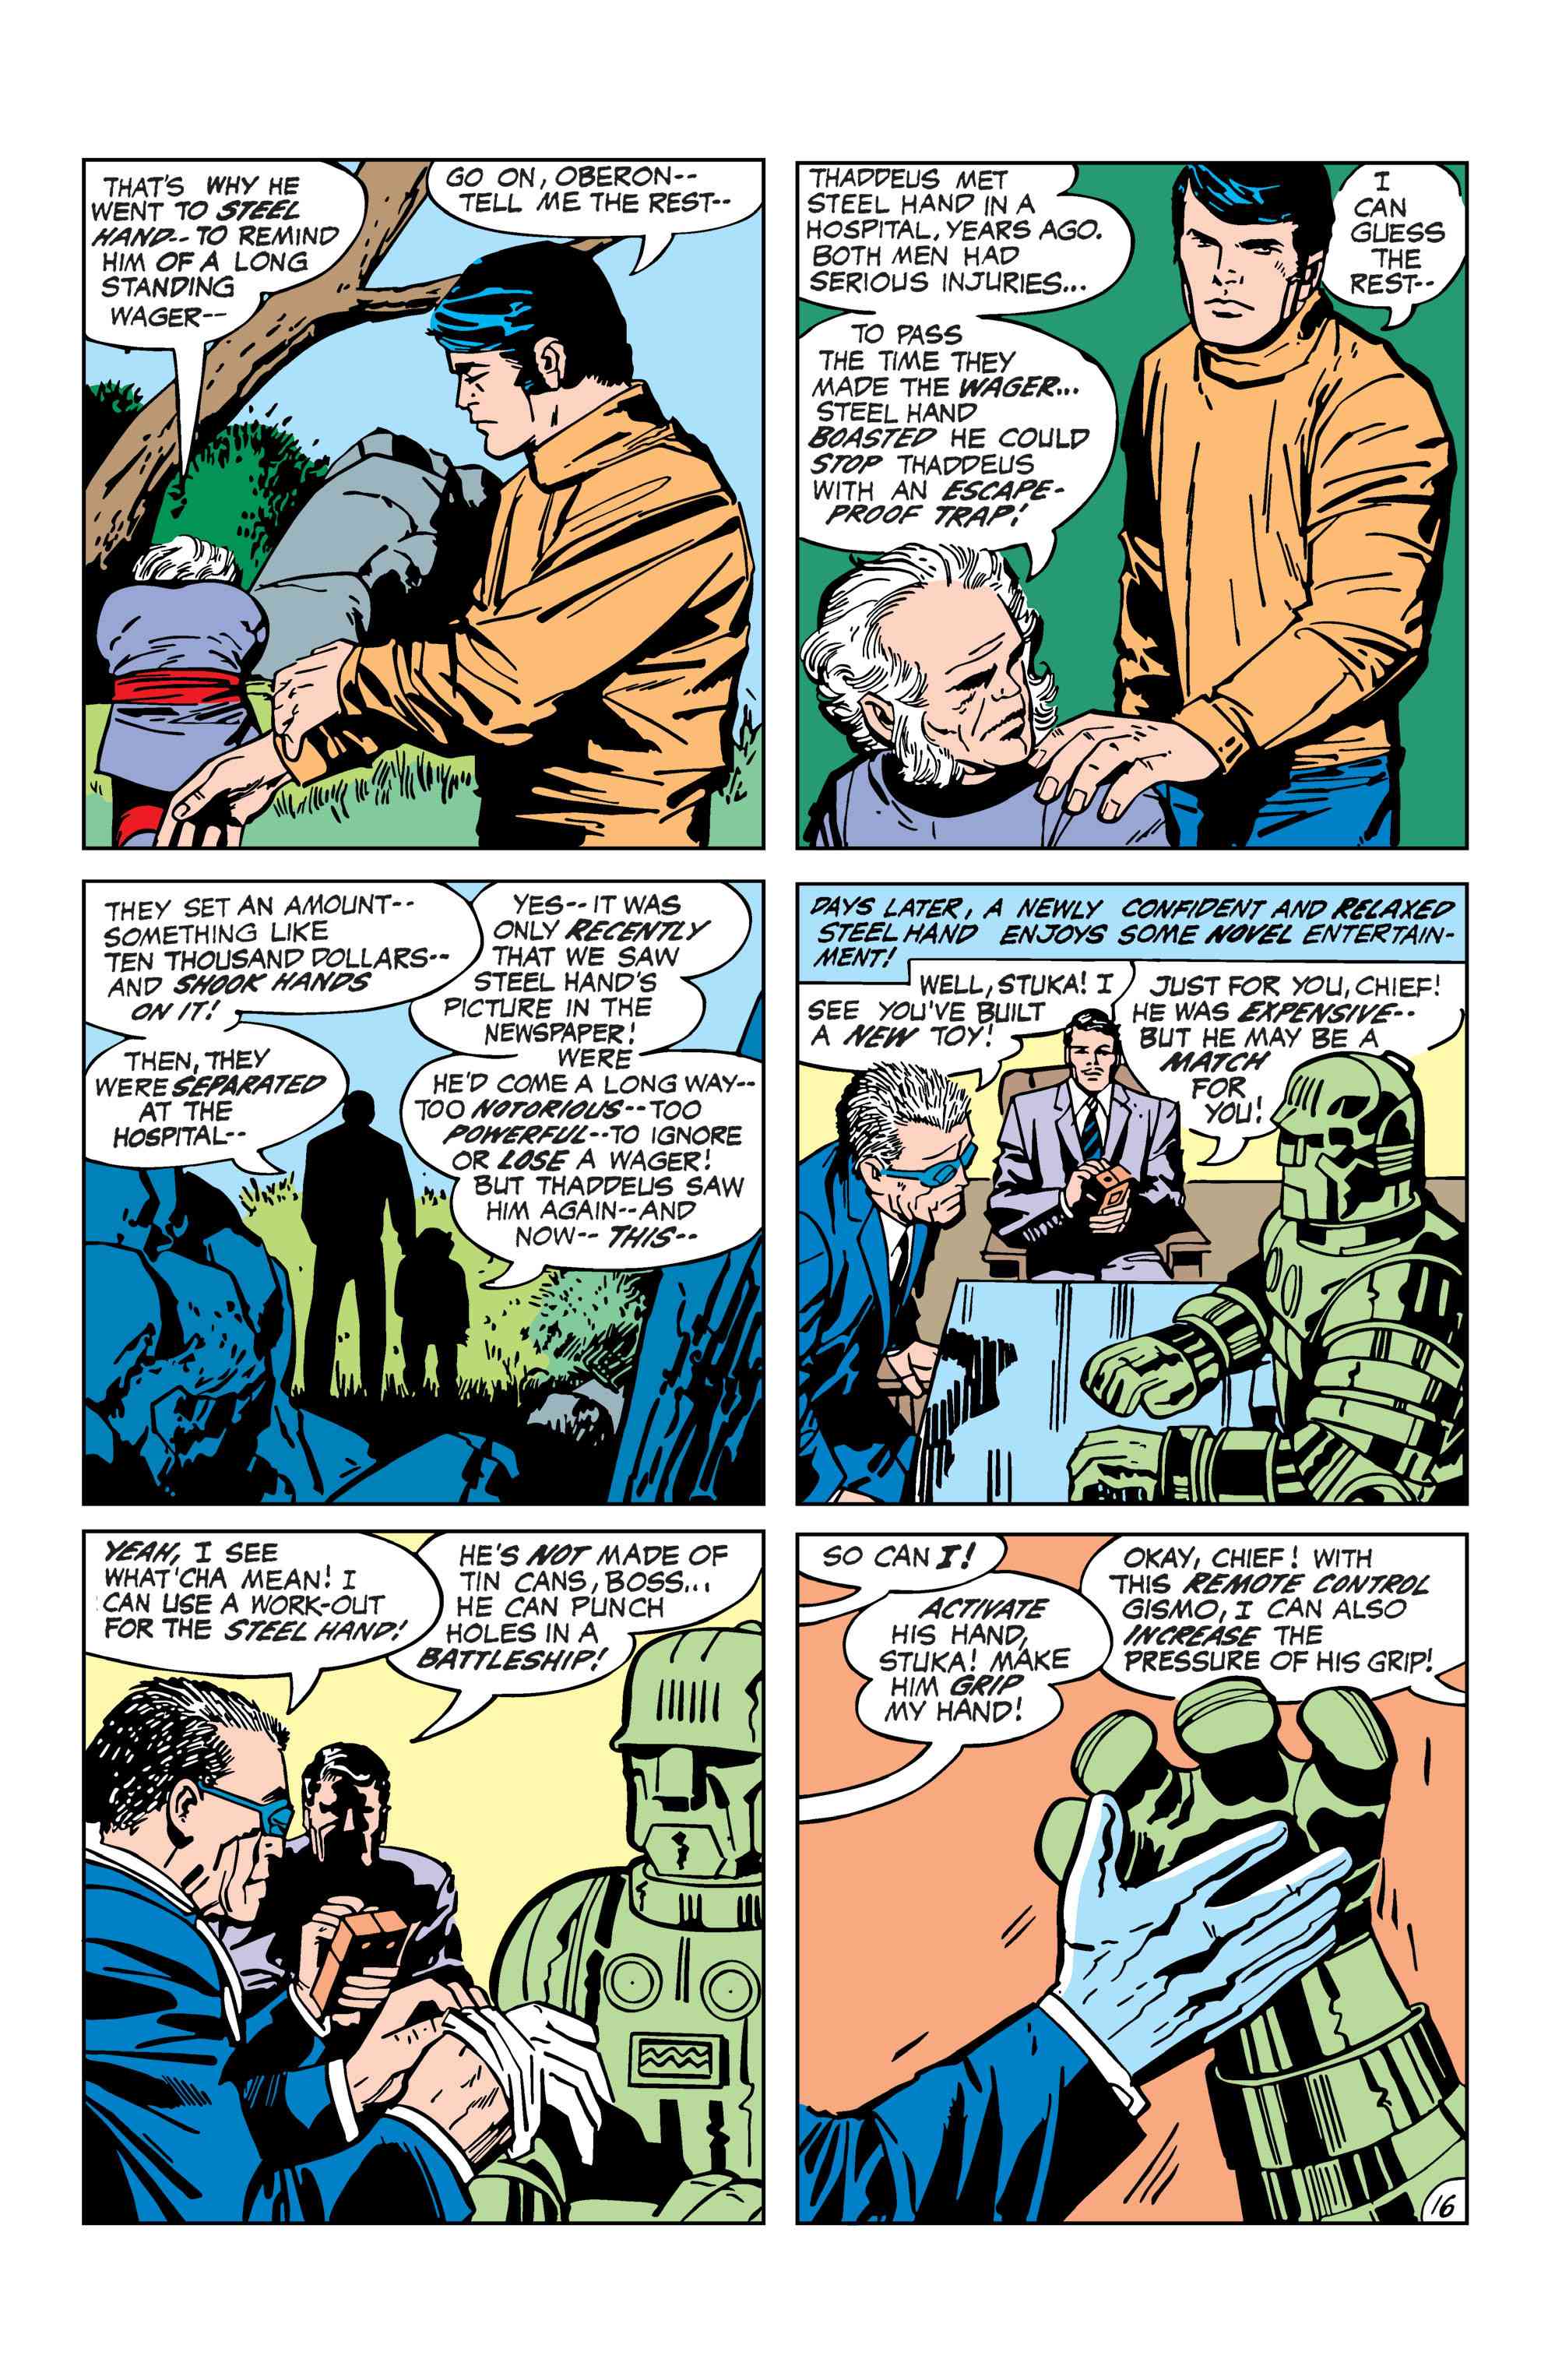 THAT'S WHY HE
WENT TO STEEL
HAND-- TO REMIND
HIM OF A LONG
STANDING
WAGER--
GO ON, OBERON--
TELL ME THE REST--
THADDEUS MET
STEEL HAND IN A
HOSPITAL, YEARS AGO.
BOTH MEN HAD
SERIOUS INJURIES...
TO PASS
THE TIME THEY
MADE THE WAGER...
STEEL HAND
BOASTED HE COULD
STOP THADDEUS
WITH AN ESCAPE-
PROOF TRAP!
I
CAN
GUESS
THE
REST--
THEY SET AN AMOUNT--
SOMETHING LIKE
TEN THOUSAND DOLLARS--
AND SHOOK HANDS
ON IT!
THEN, THEY
WERE SEPARATED
AT THE
HOSPITAL--
YES--IT WAS
ONLY RECENTLY
THAT WE SAW
STEEL HAND'S
PICTURE IN THE
NEWSPAPER!
WERE
HE'D COME A LONG WAY--
TOO NOTORIOUS--TOO
POWERFUL--TO IGNORE
OR LOSE A WAGER!
BUT THADDEUS SAW
HIM AGAIN--AND
NOW-- THIS--
DAYS LATER, A NEWLY CONFIDENT AND RELAXED
STEEL HAND ENJOYS SOME NOVEL ENTERTAIN-
MENT!
WELL, STUKA! I
SEE YOU'VE BUILT
A NEW TOY!
JUST FOR YOU, CHIEF!
HE WAS EXPENSIVE--
BUT HE MAY BE A
MATCH
FOR
YOU!
YEAH, I SEE
WHAT'CHA MEAN! I
CAN USE A WORK-OUT
FOR THE STEEL HAND!
HE'S NOT MADE OF
TIN CANS, BOSS...
HE CAN PUNCH
HOLES IN A
BATTLESHIP!
SO CAN I!
ACTIVATE
HIS HAND,
STUKA! MAKE
HIM GRIP
MY HAND!
OKAY, CHIEF! WITH
THIS REMOTE CONTROL
GISMO, I CAN ALSO
INCREASE THE
PRESSURE OF HIS GRIP!
16